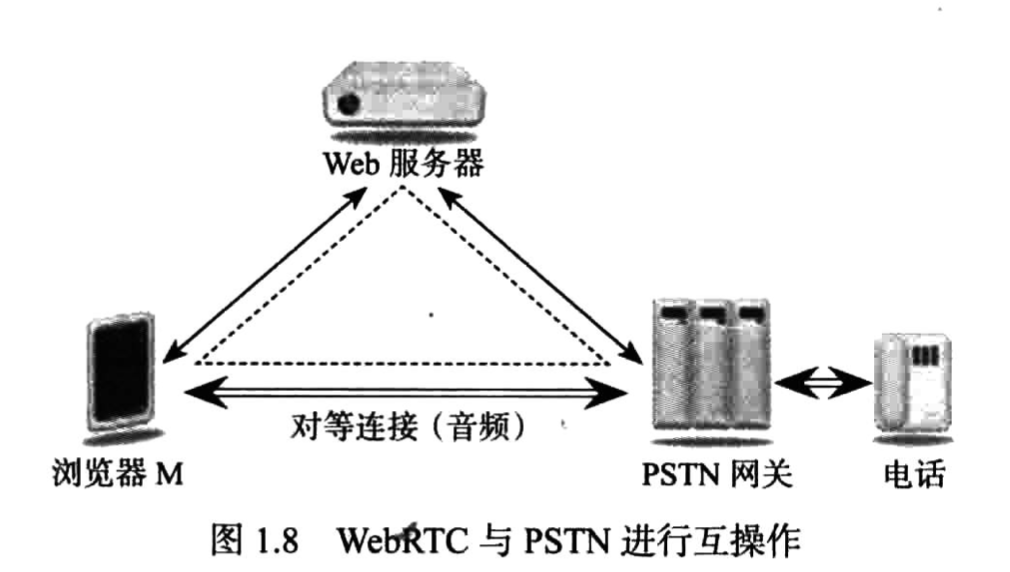 Web 服务器
对等连接（音频）
浏览器 M
PSTN 网关
电话
图 1.8 WebRTC 与 PSTN 进行互操作